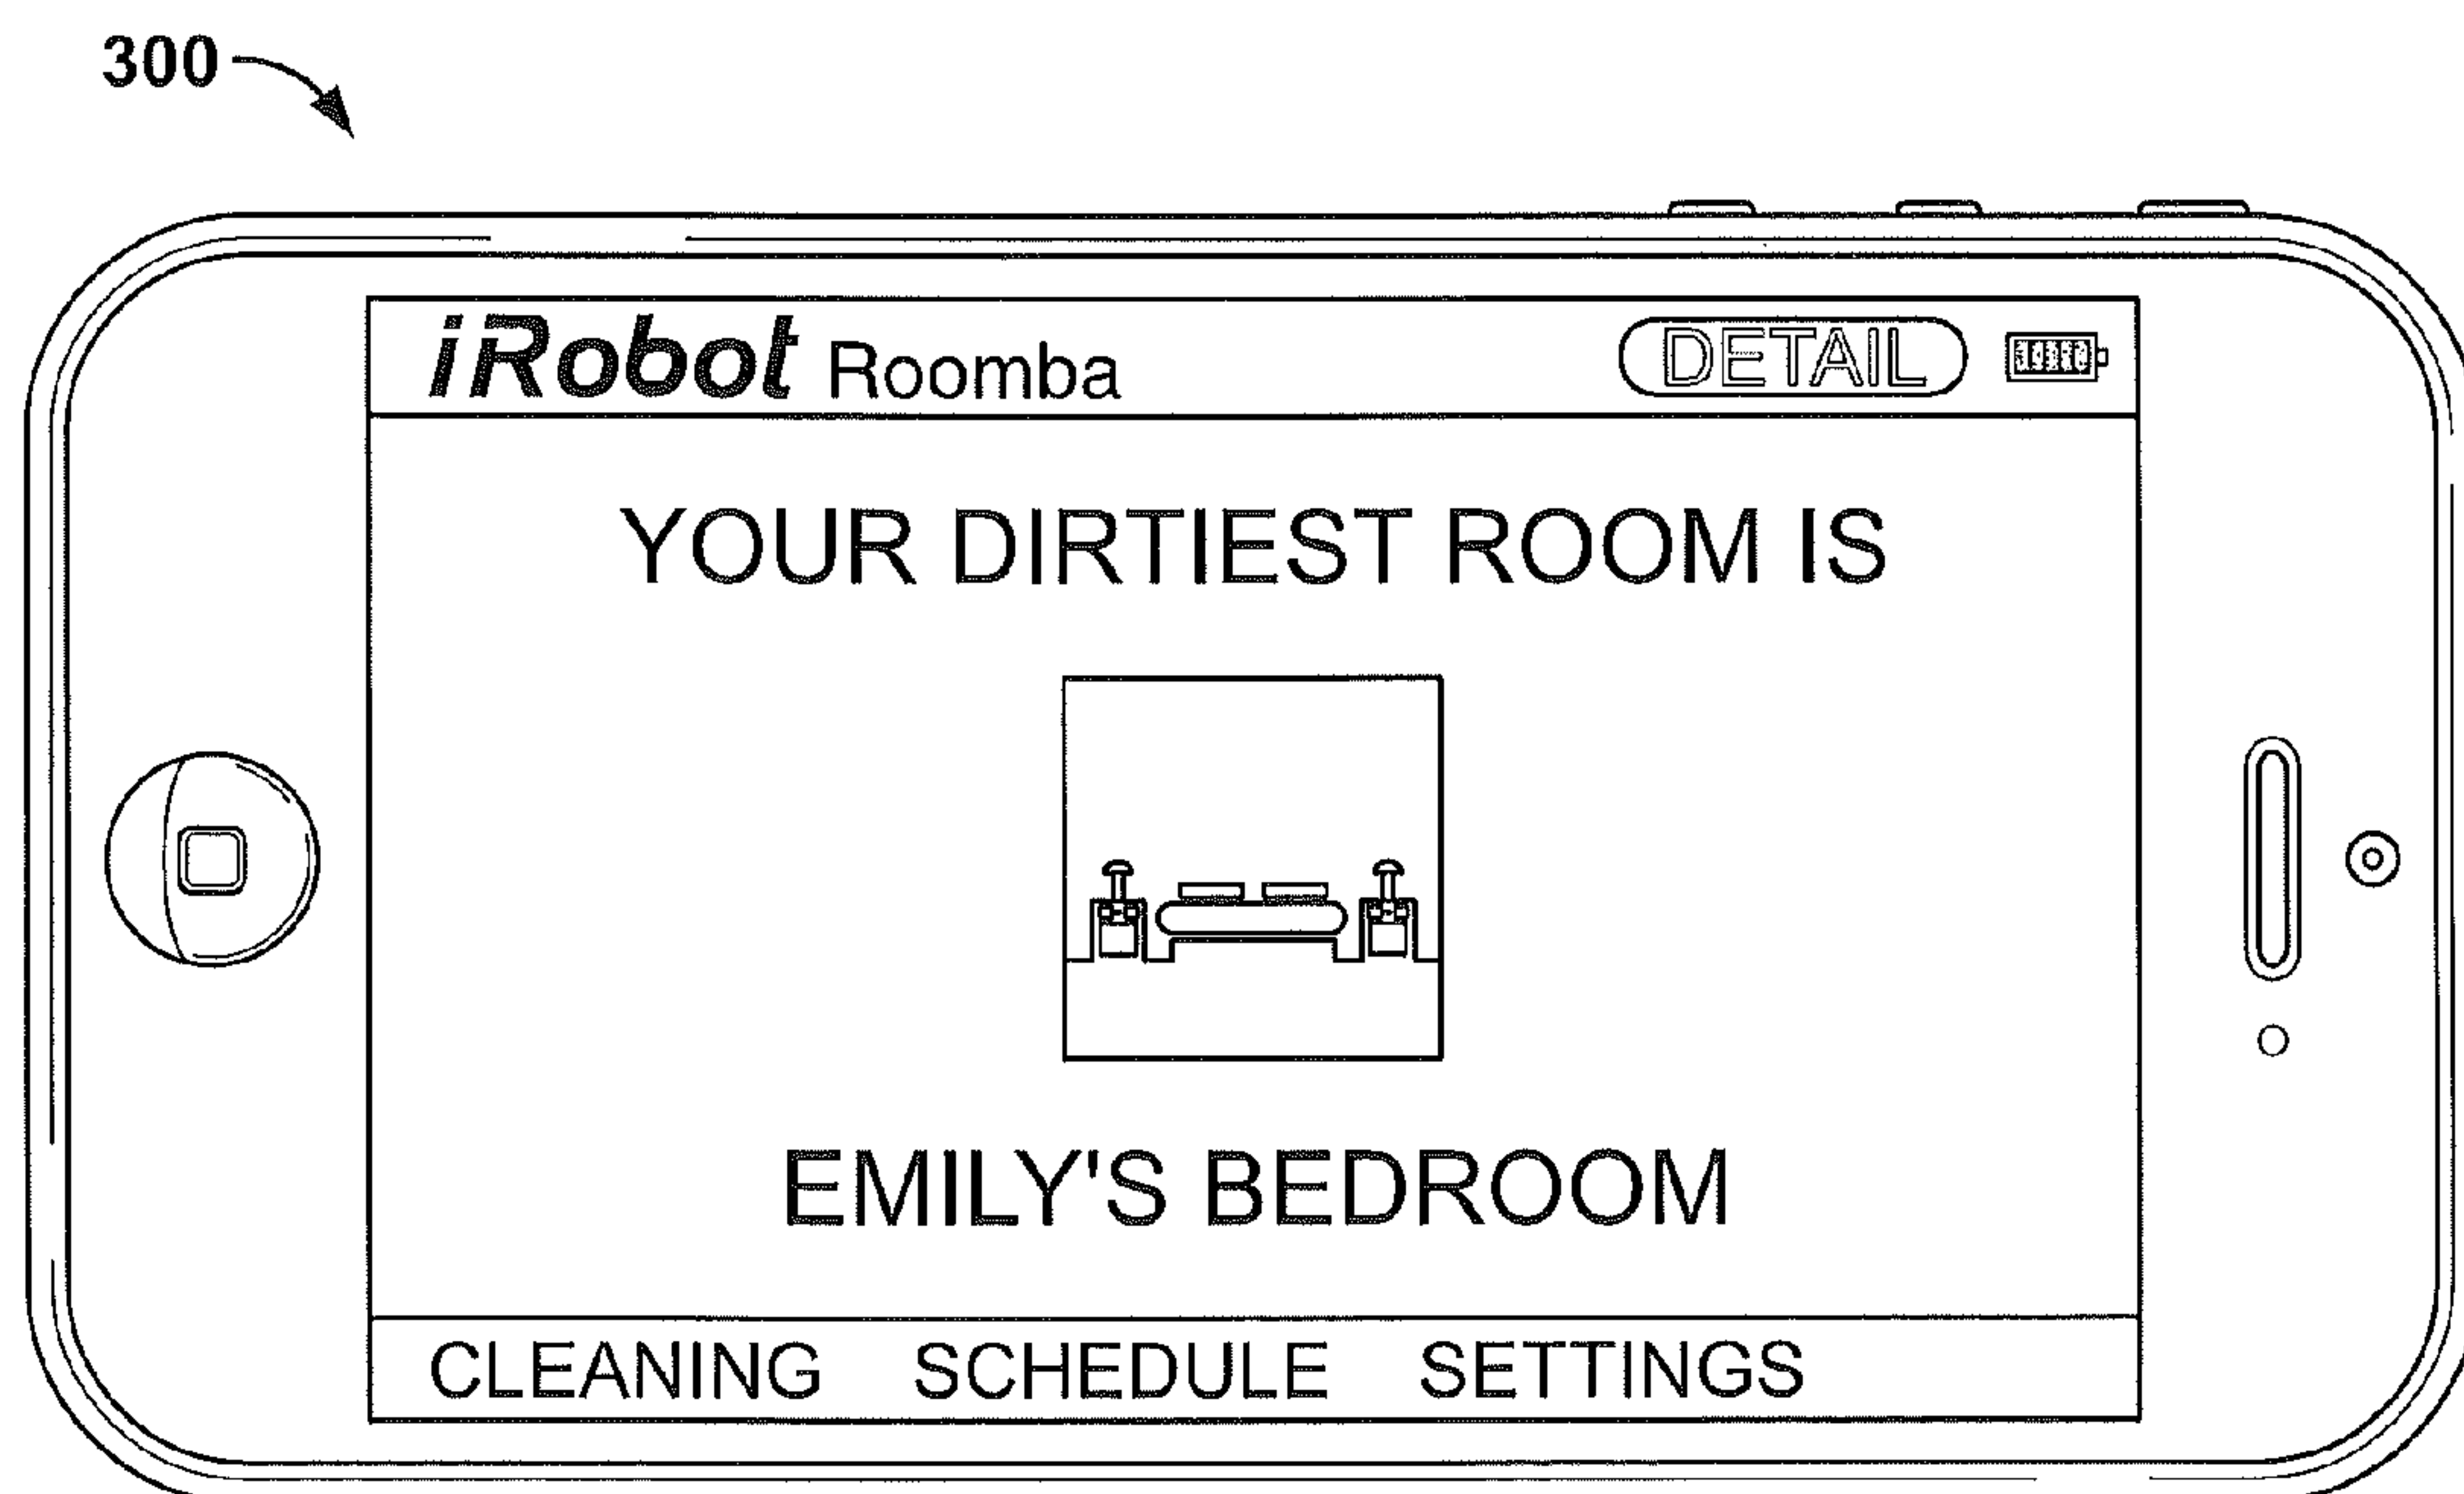 300
iRobot Roomba DETAIL
YOUR DIRTIEST ROOM IS
EMILY'S BEDROOM
CLEANING SCHEDULE SETTINGS